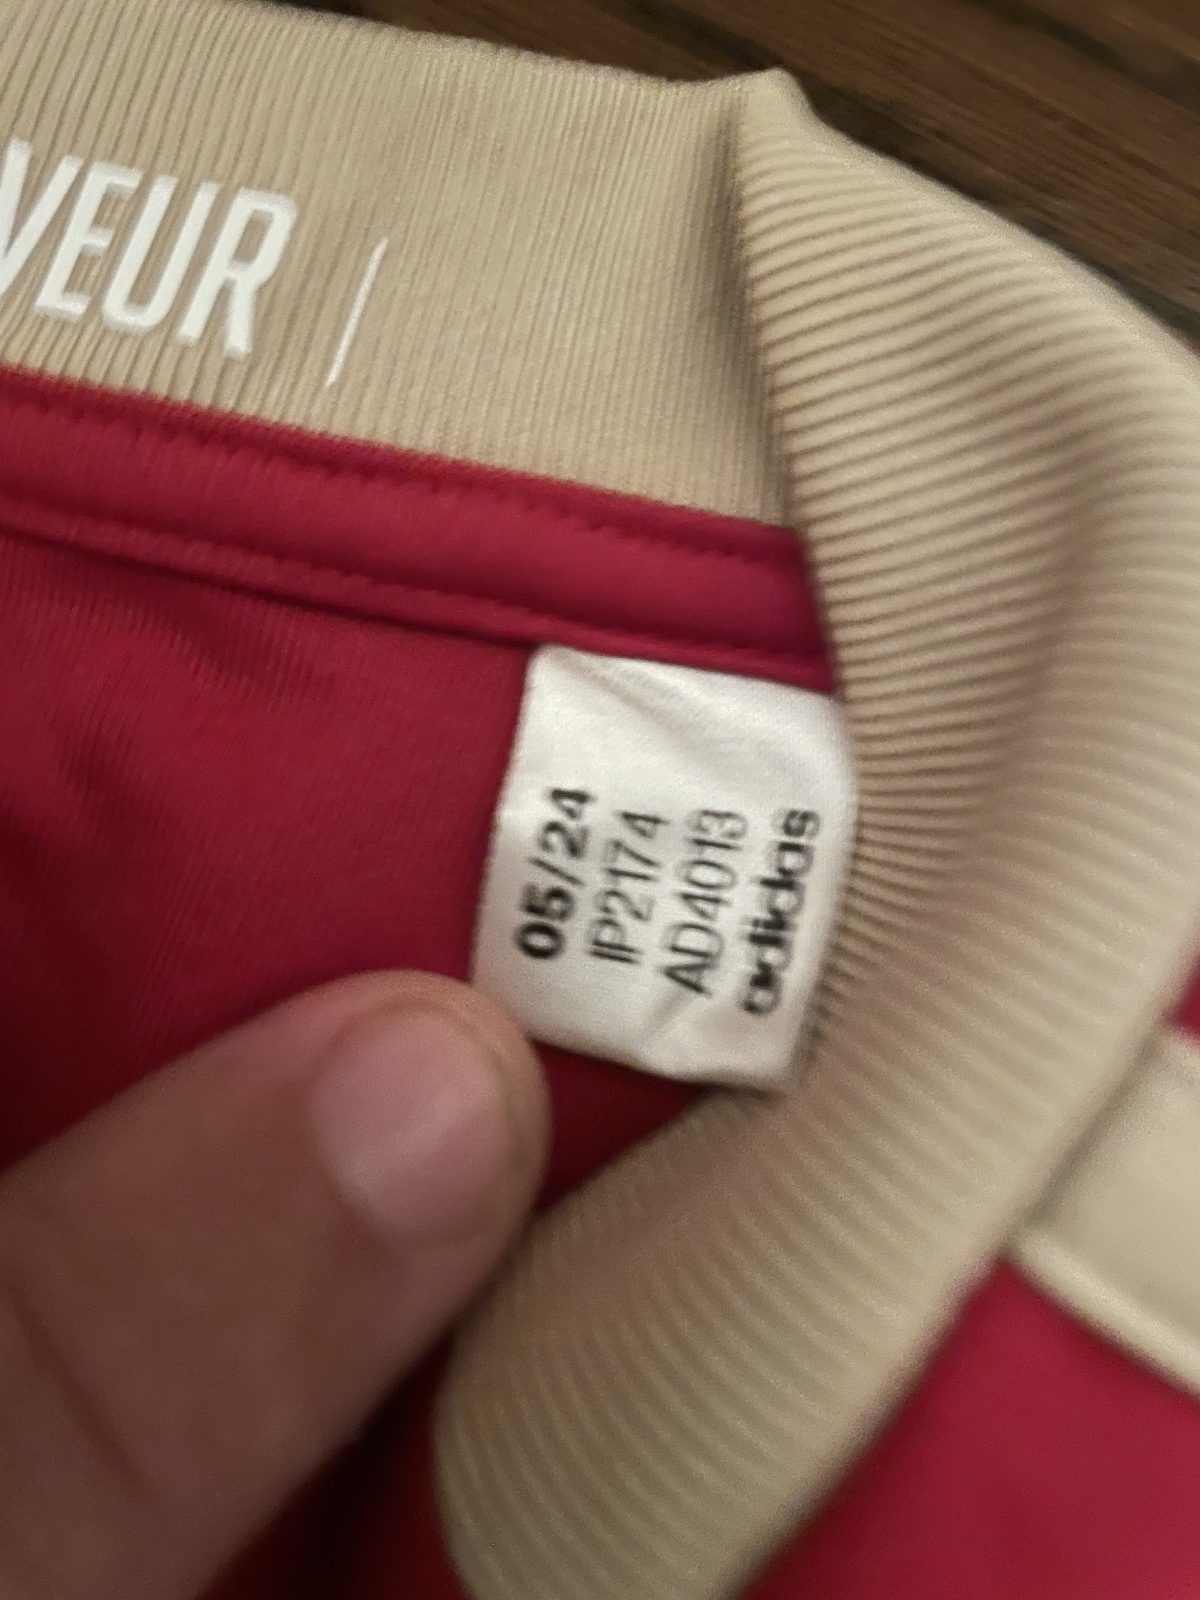 VEUR |
05/24
IP2174
AD4013
adidas